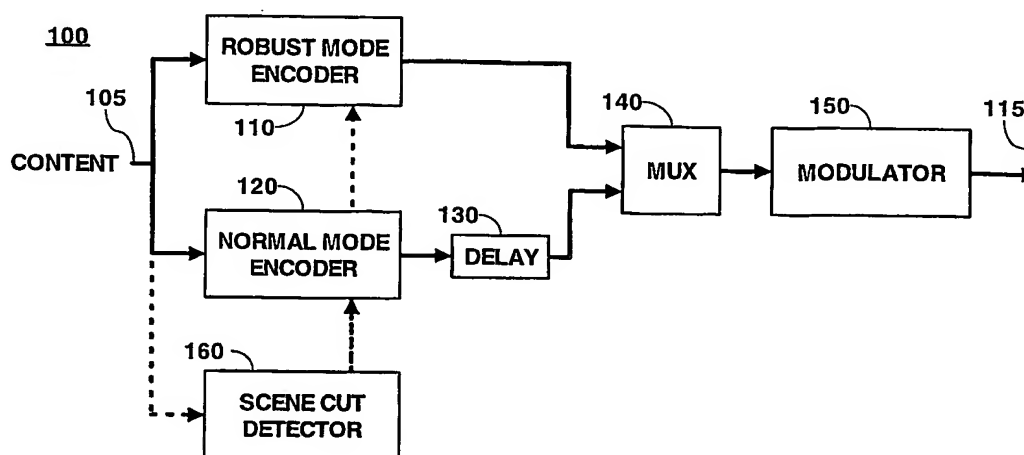 100
ROBUST MODE
ENCODER
105
110
140
150
115
CONTENT
MUX
MODULATOR
120
130
NORMAL MODE
ENCODER
DELAY
160
SCENE CUT
DETECTOR